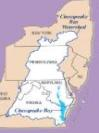 Chesapeake
Bay
Watershed
NEW YORK
PENNSYLVANIA
MARYLAND
VIRGINIA
Chesapeake Bay